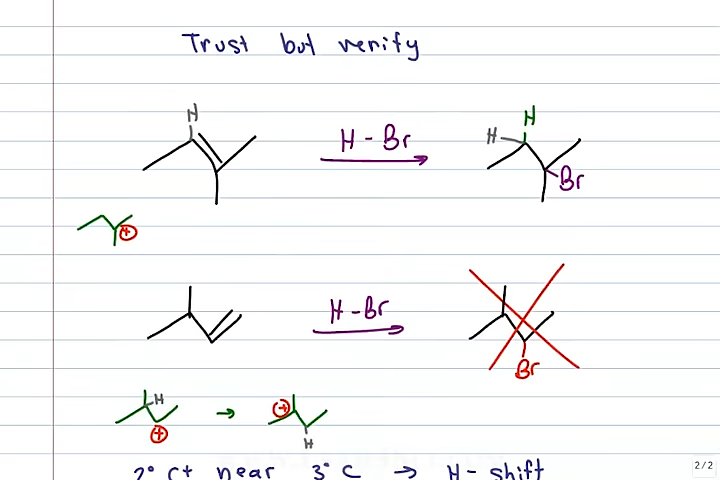 Trust but verify
H
H - Br
H
H
Br
+
H - Br
Br
H
+
→
+
H
2° C+ near 3° C → H - shift
2/2